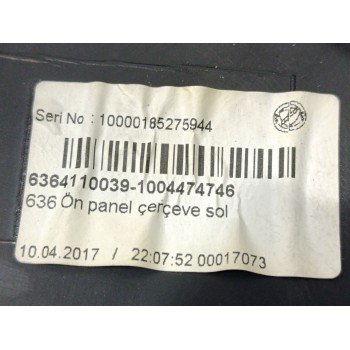 Seri No : 10000185275944
6364110039-1004474746
636 Ön panel çerçeve sol
10.04.2017 / 22:07:52 00017073